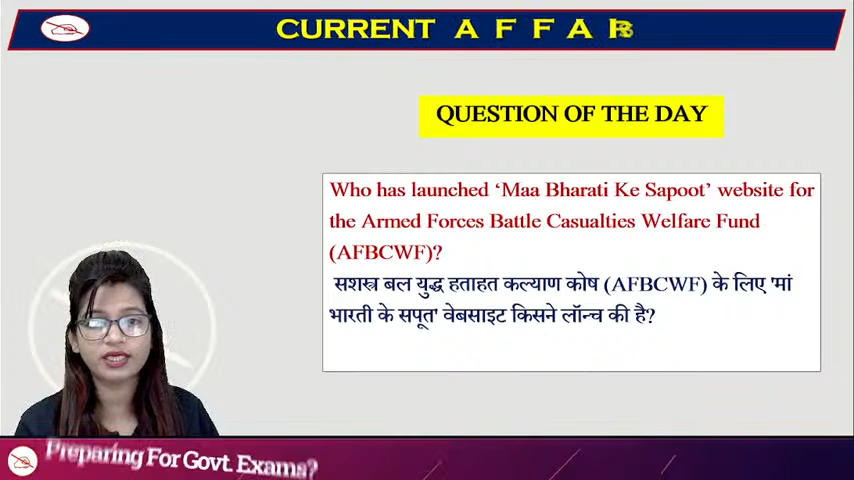 CURRENT A F F A
QUESTION OF THE DAY
Who has launched ‘Maa Bharati Ke Sapoot’ website for
the Armed Forces Battle Casualties Welfare Fund
(AFBCWF)?
सशस्त्र बल युद्ध हताहत कल्याण कोष (AFBCWF) के लिए 'मां
भारती के सपूत' वेबसाइट किसने लॉन्च की है?
Preparing For Govt. Exams?